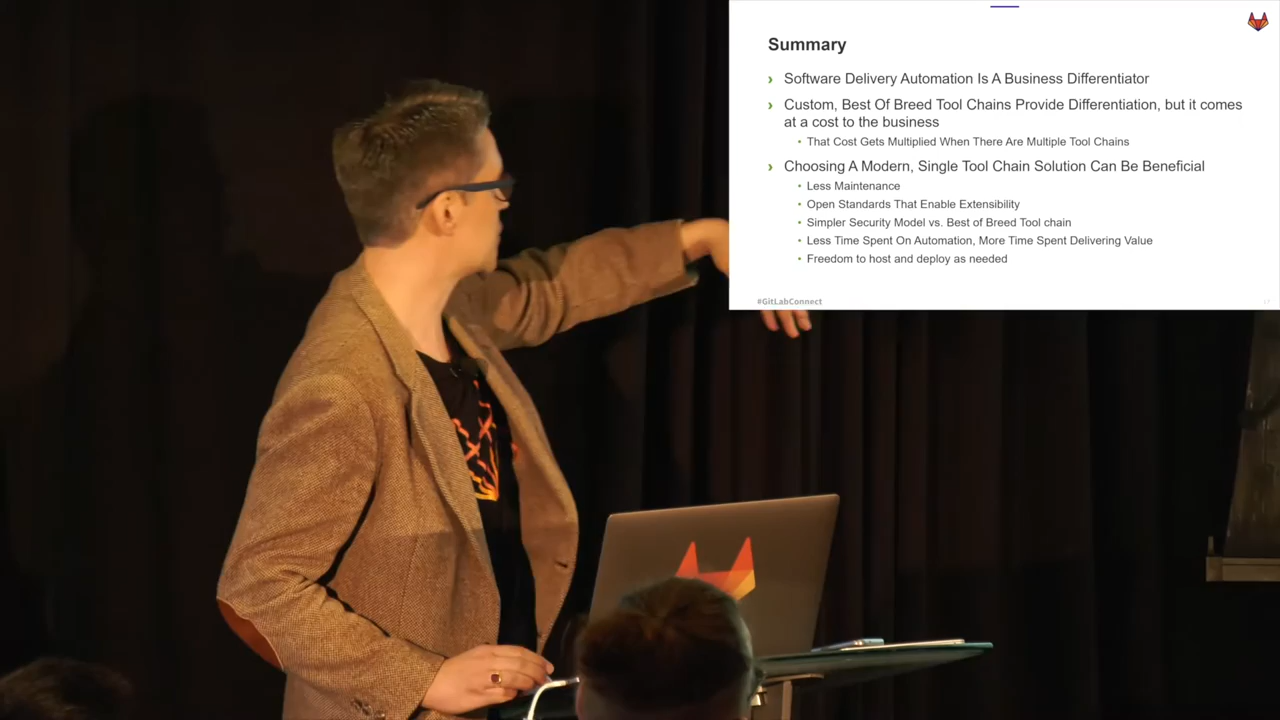 Summary
› Software Delivery Automation Is A Business Differentiator
› Custom, Best Of Breed Tool Chains Provide Differentiation, but it comes
at a cost to the business
• That Cost Gets Multiplied When There Are Multiple Tool Chains
› Choosing A Modern, Single Tool Chain Solution Can Be Beneficial
• Less Maintenance
• Open Standards That Enable Extensibility
• Simpler Security Model vs. Best of Breed Tool chain
• Less Time Spent On Automation, More Time Spent Delivering Value
• Freedom to host and deploy as needed
#GitLabConnect
17